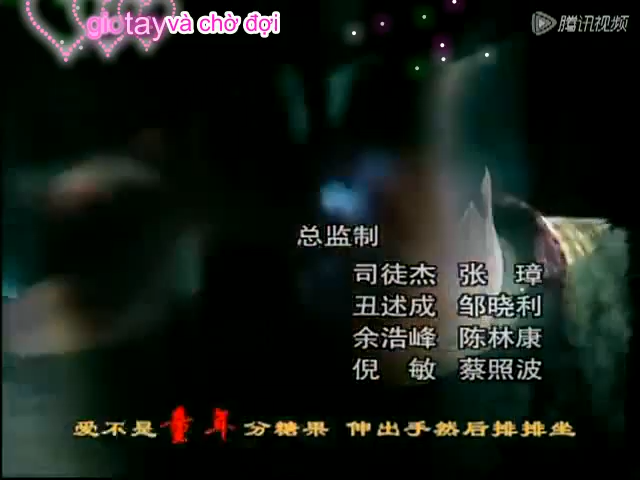 giơ tay và chờ đợi
腾讯视频
总监制
司徒杰 张 璋
丑述成 邹晓利
余浩峰 陈林康
倪 敏 蔡照波
爱不是童年分糖果 伸出手然后排排坐